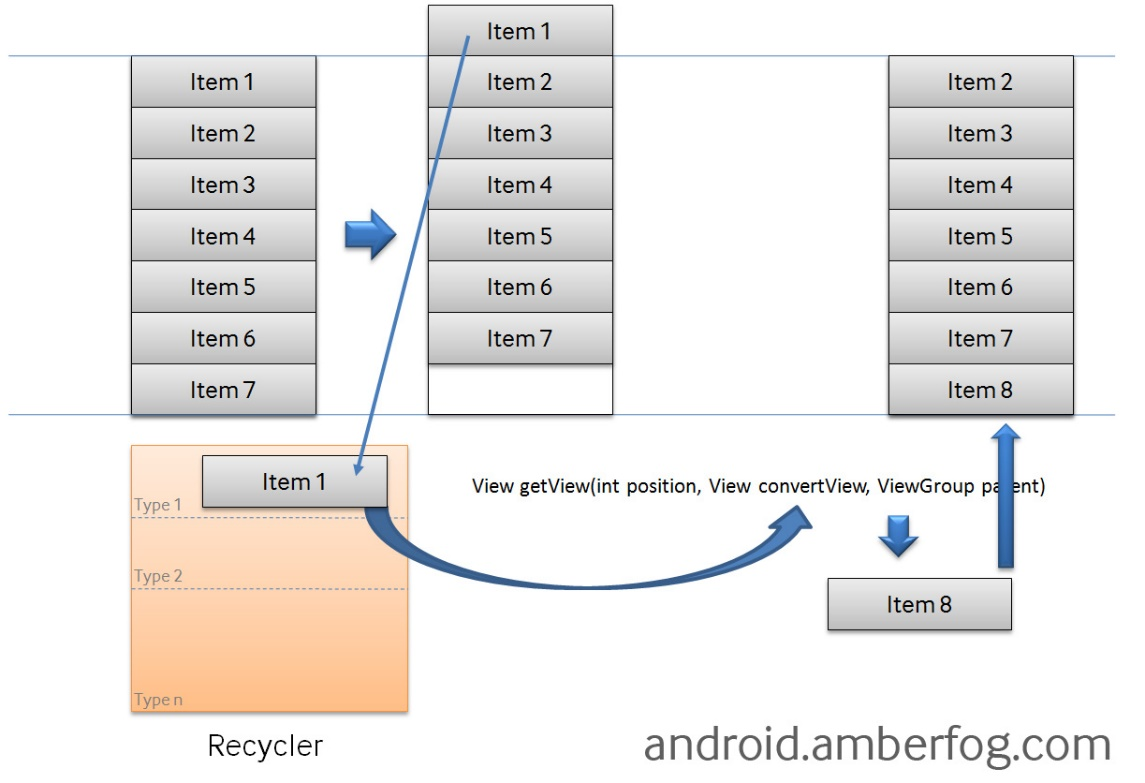 Item 1
Item 2
Item 3
Item 4
Item 5
Item 6
Item 7
Item 1
Item 2
Item 3
Item 4
Item 5
Item 6
Item 7
Item 2
Item 3
Item 4
Item 5
Item 6
Item 7
Item 8
Item 1
Type 1
Type 2
Type n
Recycler
View getView(int position, View convertView, ViewGroup parent)
Item 8
android.amberfog.com